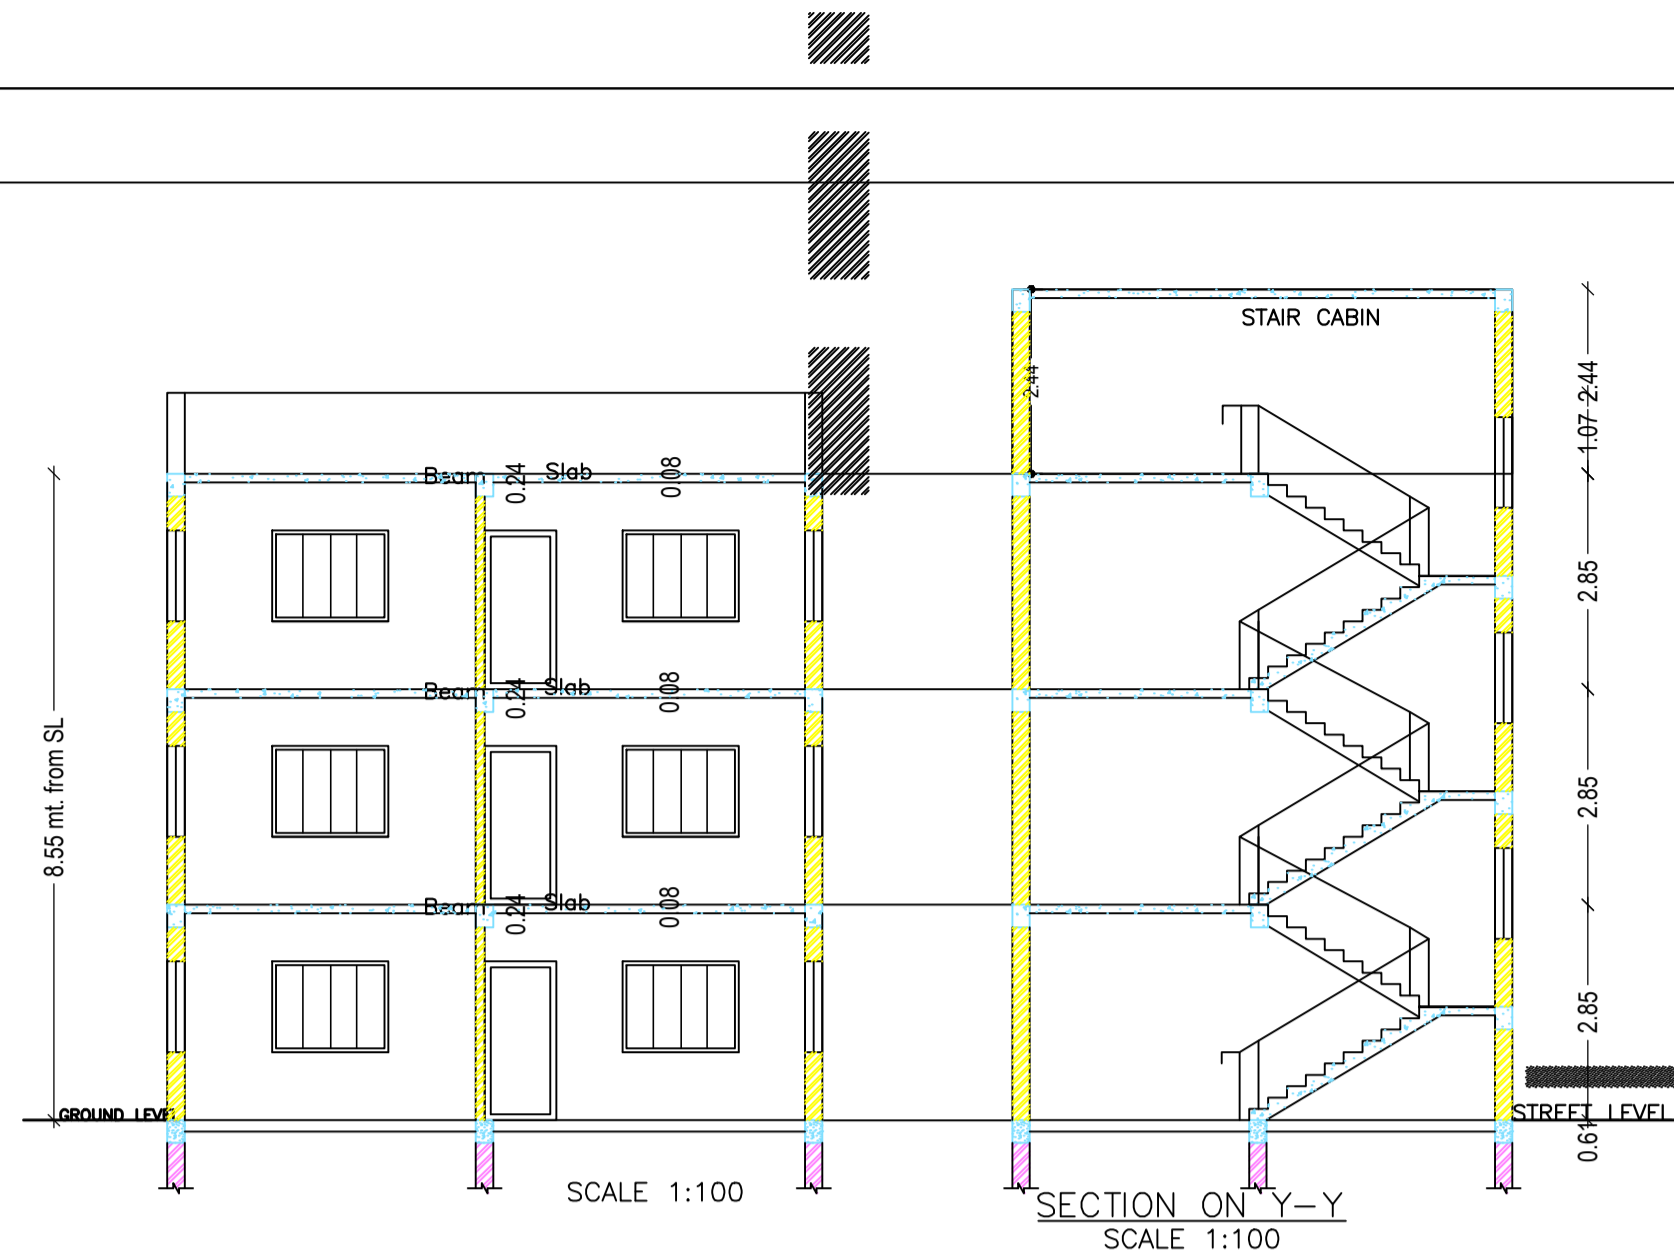 STAIR CABIN
2.44
2.44
1.07
Beam 0.24 Slab 0.08
2.85
Beam 0.24 Slab 0.08
2.85
8.55 mt. from SL
Beam 0.24 Slab 0.08
2.85
GROUND LEVE
STREET LEVEL
0.61
SCALE 1:100
SECTION ON Y-Y
SCALE 1:100